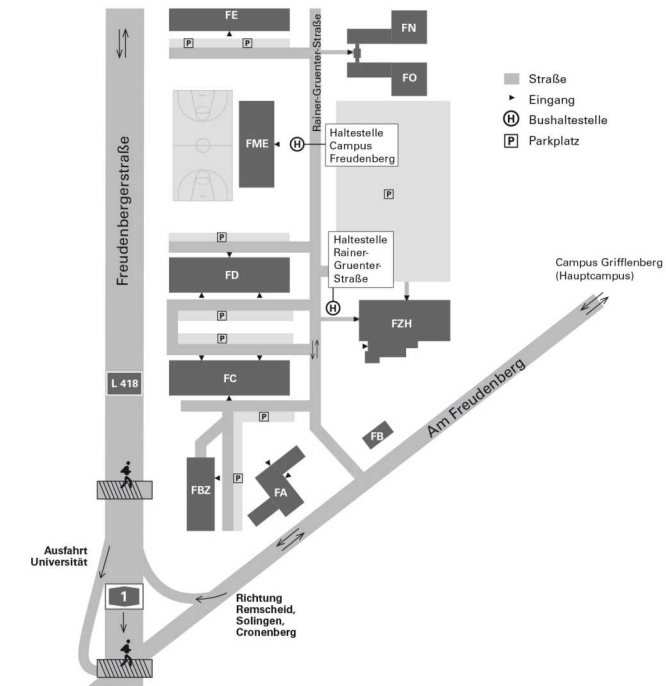 FE
P
P
FN
FO
Rainer-Gruenter-Straße
Straße
Eingang
H
Bushaltestelle
P
Parkplatz
FME
H
Haltestelle
Campus
Freudenberg
P
Freudenbergerstraße
P
FD
Haltestelle
Rainer-
Gruenter-
Straße
H
Campus Grifflenberg
(Hauptcampus)
P
P
FZH
L 418
FC
Am Freudenberg
P
FB
FBZ
P
FA
Ausfahrt
Universität
1
Richtung
Remscheid,
Solingen,
Cronenberg